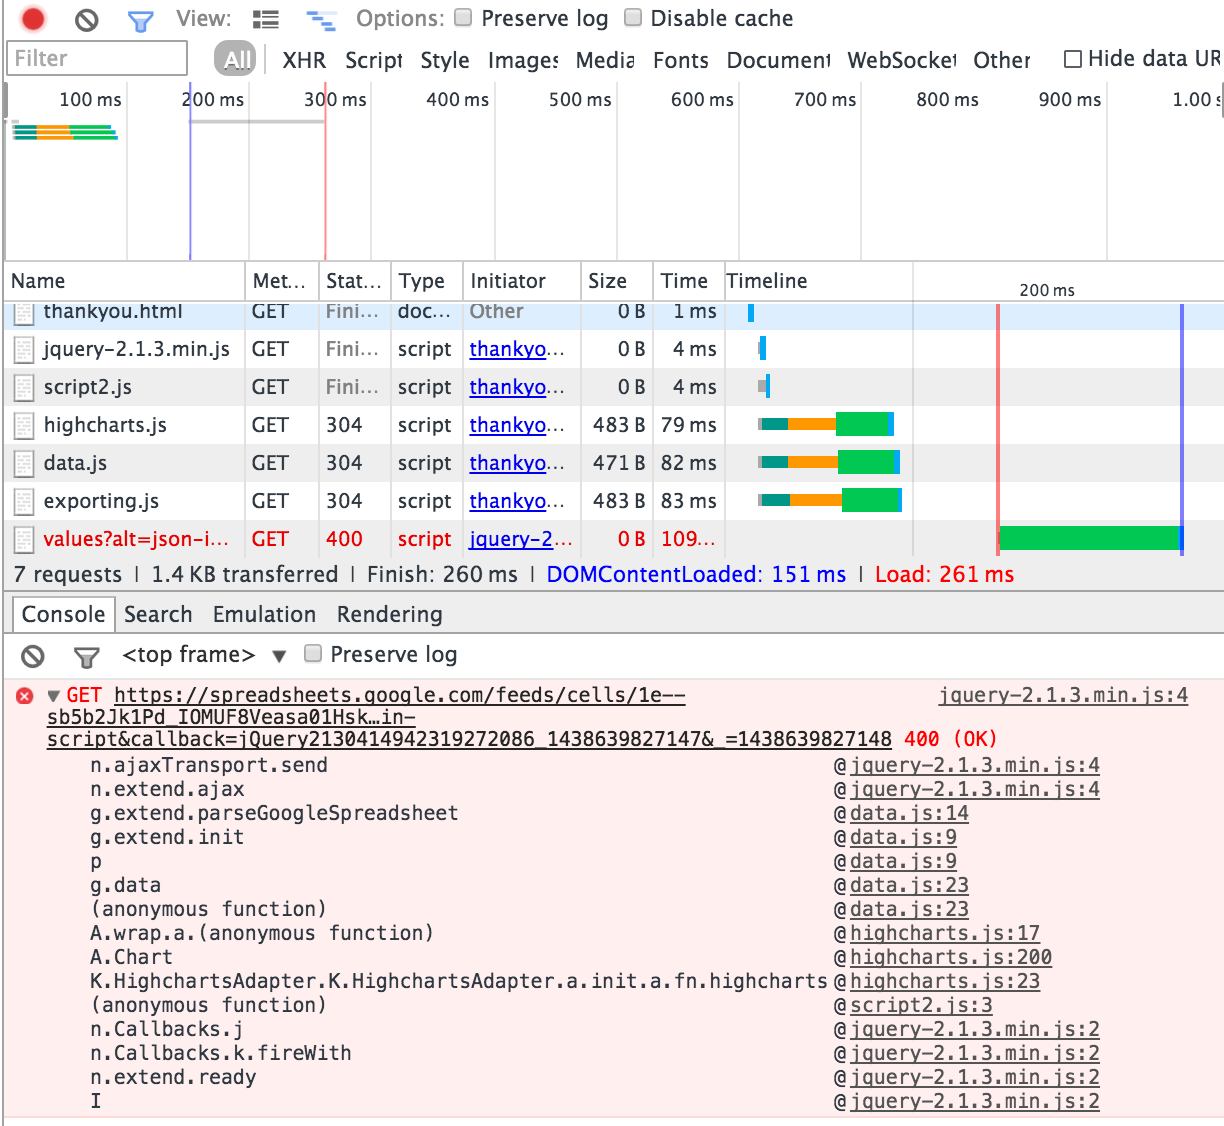 View: Options: Preserve log Disable cache
Filter All XHR Script Style Images Media Fonts Document WebSocket Other Hide data UR
100 ms 200 ms 300 ms 400 ms 500 ms 600 ms 700 ms 800 ms 900 ms 1.00 s
Name Met... Stat... Type Initiator Size Time Timeline 200 ms
thankyou.html GET Fini... doc... Other 0 B 1 ms
jquery-2.1.3.min.js GET Fini... script thankyo... 0 B 4 ms
script2.js GET Fini... script thankyo... 0 B 4 ms
highcharts.js GET 304 script thankyo... 483 B 79 ms
data.js GET 304 script thankyo... 471 B 82 ms
exporting.js GET 304 script thankyo... 483 B 83 ms
values?alt=json-i... GET 400 script jquery-2... 0 B 109...
7 requests | 1.4 KB transferred | Finish: 260 ms | DOMContentLoaded: 151 ms | Load: 261 ms
Console Search Emulation Rendering
<top frame> ▼ Preserve log
GET https://spreadsheets.google.com/feeds/cells/1e-- jquery-2.1.3.min.js:4
sb5b2Jk1Pd_IOMUF8Veasa01Hsk…in-
script&callback=jQuery2130414942319272086_1438639827147&_=1438639827148 400 (OK)
n.ajaxTransport.send @ jquery-2.1.3.min.js:4
n.extend.ajax @ jquery-2.1.3.min.js:4
g.extend.parseGoogleSpreadsheet @ data.js:14
g.extend.init @ data.js:9
p @ data.js:9
g.data @ data.js:23
(anonymous function) @ data.js:23
A.wrap.a.(anonymous function) @ highcharts.js:17
A.Chart @ highcharts.js:200
K.HighchartsAdapter.K.HighchartsAdapter.a.init.a.fn.highcharts @ highcharts.js:23
(anonymous function) @ script2.js:3
n.Callbacks.j @ jquery-2.1.3.min.js:2
n.Callbacks.k.fireWith @ jquery-2.1.3.min.js:2
n.extend.ready @ jquery-2.1.3.min.js:2
I @ jquery-2.1.3.min.js:2